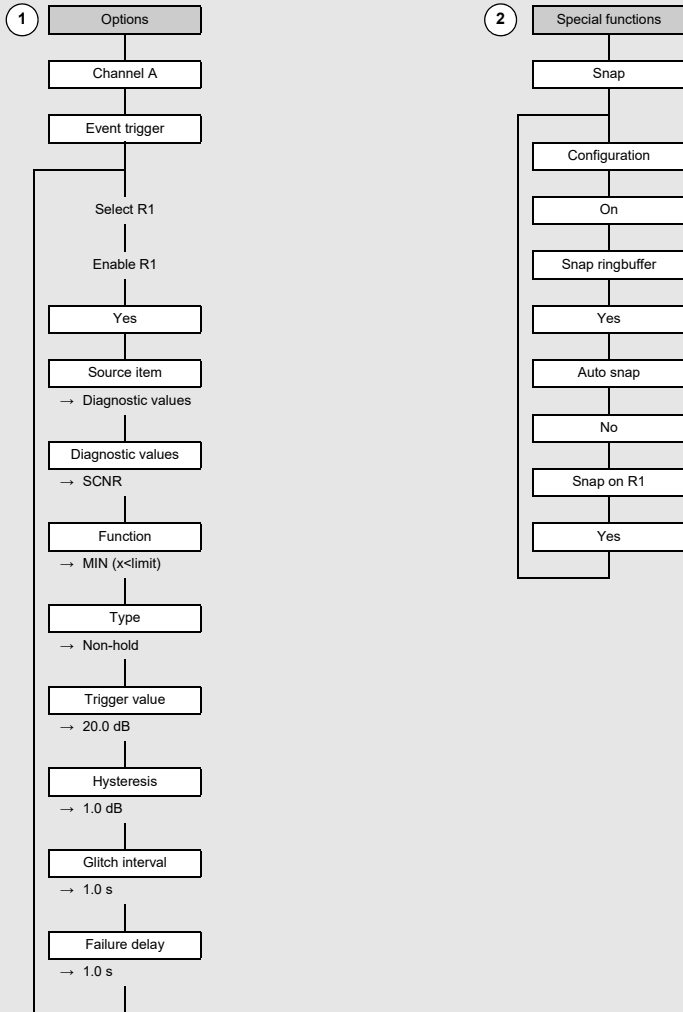 1
Options
Channel A
Event trigger
Select R1
Enable R1
Yes
Source item
→ Diagnostic values
Diagnostic values
→ SCNR
Function
→ MIN (x<limit)
Type
→ Non-hold
Trigger value
→ 20.0 dB
Hysteresis
→ 1.0 dB
Glitch interval
→ 1.0 s
Failure delay
→ 1.0 s
2
Special functions
Snap
Configuration
On
Snap ringbuffer
Yes
Auto snap
No
Snap on R1
Yes